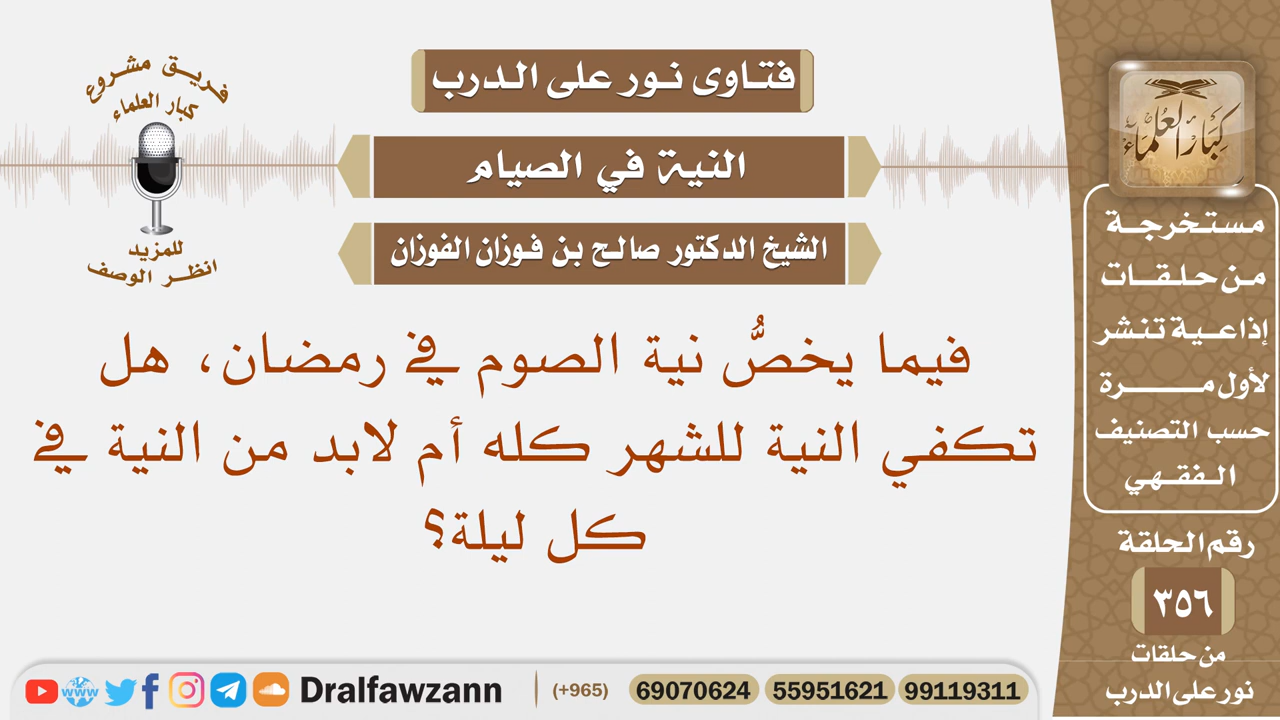 فتاوى نور على الدرب
النية في الصيام
الشيخ الدكتور صالح بن فوزان الفوزان
فيما يخصُّ نية الصوم في رمضان، هل
تكفي النية للشهر كله أم لابد من النية في
كل ليلة؟
كبار العلماء
مستخرجة
من حلقات
إذاعية تنشر
لأول مرة
حسب التصنيف
الفقهي
رقم الحلقة
٣٥٦
من حلقات
نور على الدرب
فريق مشروع
كبار العلماء
للمزيد
انظر الوصف
www Dralfawzann (+965) 69070624 55951621 99119311